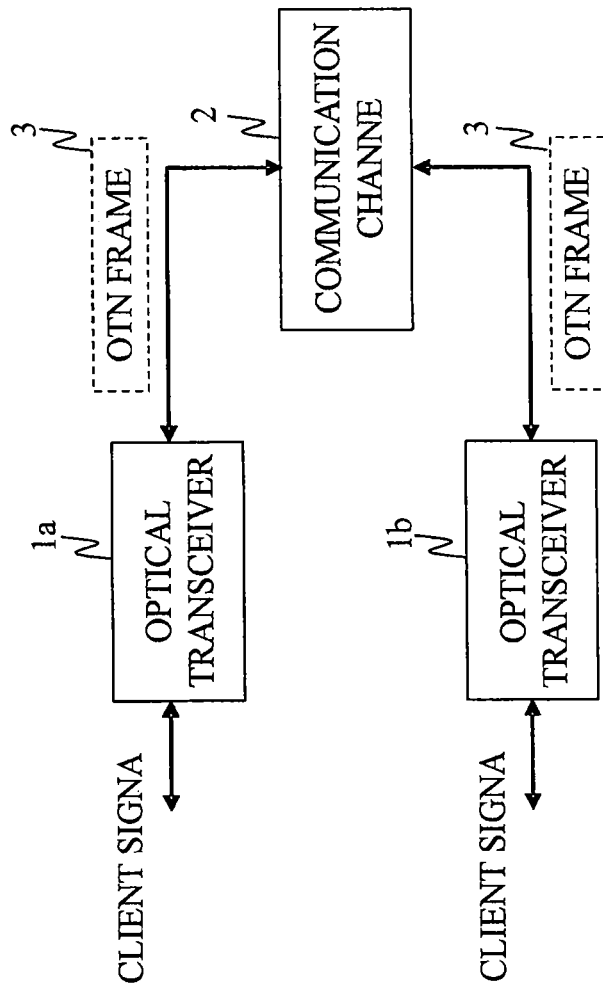 CLIENT SIGNA
1a
OPTICAL
TRANSCEIVER
3
OTN FRAME
2
COMMUNICATION
CHANNE
CLIENT SIGNA
1b
OPTICAL
TRANSCEIVER
3
OTN FRAME